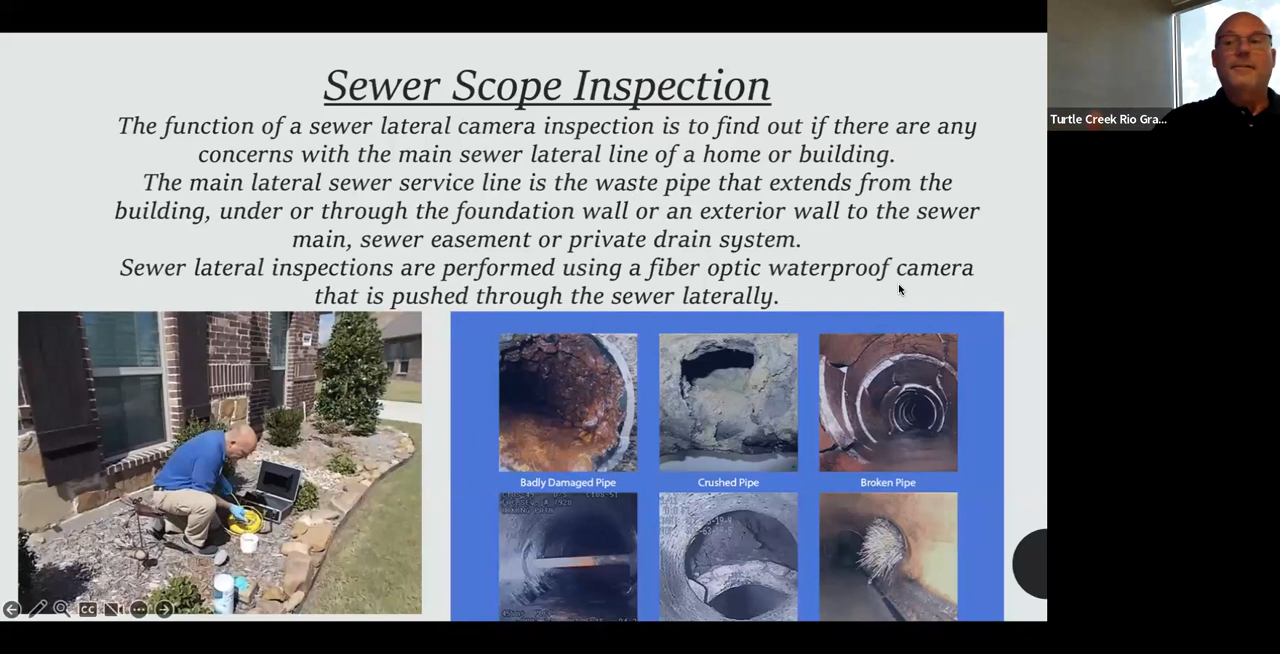 Sewer Scope Inspection
The function of a sewer lateral camera inspection is to find out if there are any
concerns with the main sewer lateral line of a home or building.
The main lateral sewer service line is the waste pipe that extends from the
building, under or through the foundation wall or an exterior wall to the sewer
main, sewer easement or private drain system.
Sewer lateral inspections are performed using a fiber optic waterproof camera
that is pushed through the sewer laterally.
Turtle Creek Rio Gra...
Badly Damaged Pipe
Crushed Pipe
Broken Pipe
CC